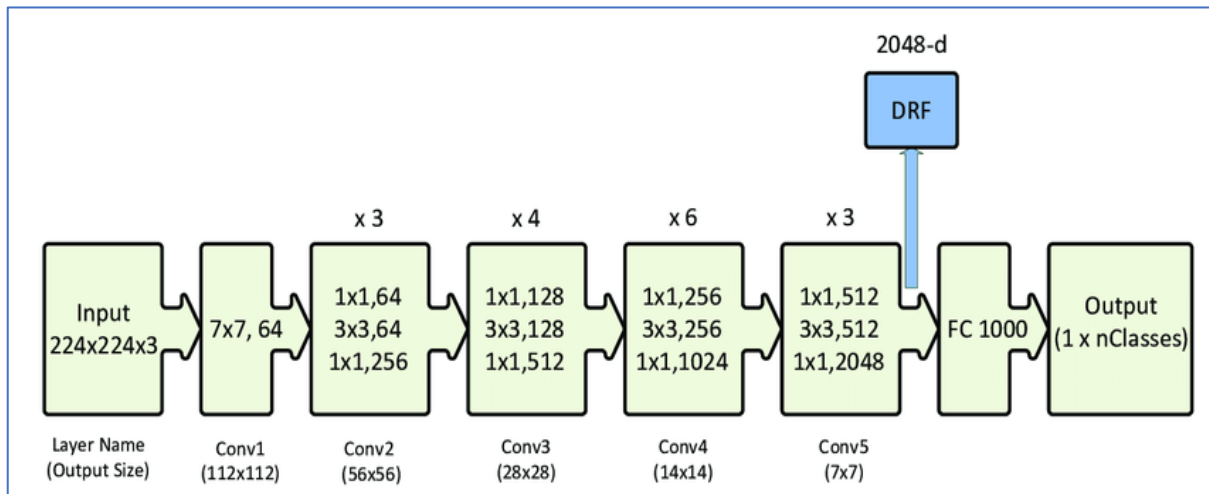 2048-d
DRF
x 3
x 4
x 6
x 3
Input
224x224x3
7x7, 64
1x1,64
3x3,64
1x1,256
1x1,128
3x3,128
1x1,512
1x1,256
3x3,256
1x1,1024
1x1,512
3x3,512
1x1,2048
FC 1000
Output
(1 x nClasses)
Layer Name
(Output Size)
Conv1
(112x112)
Conv2
(56x56)
Conv3
(28x28)
Conv4
(14x14)
Conv5
(7x7)